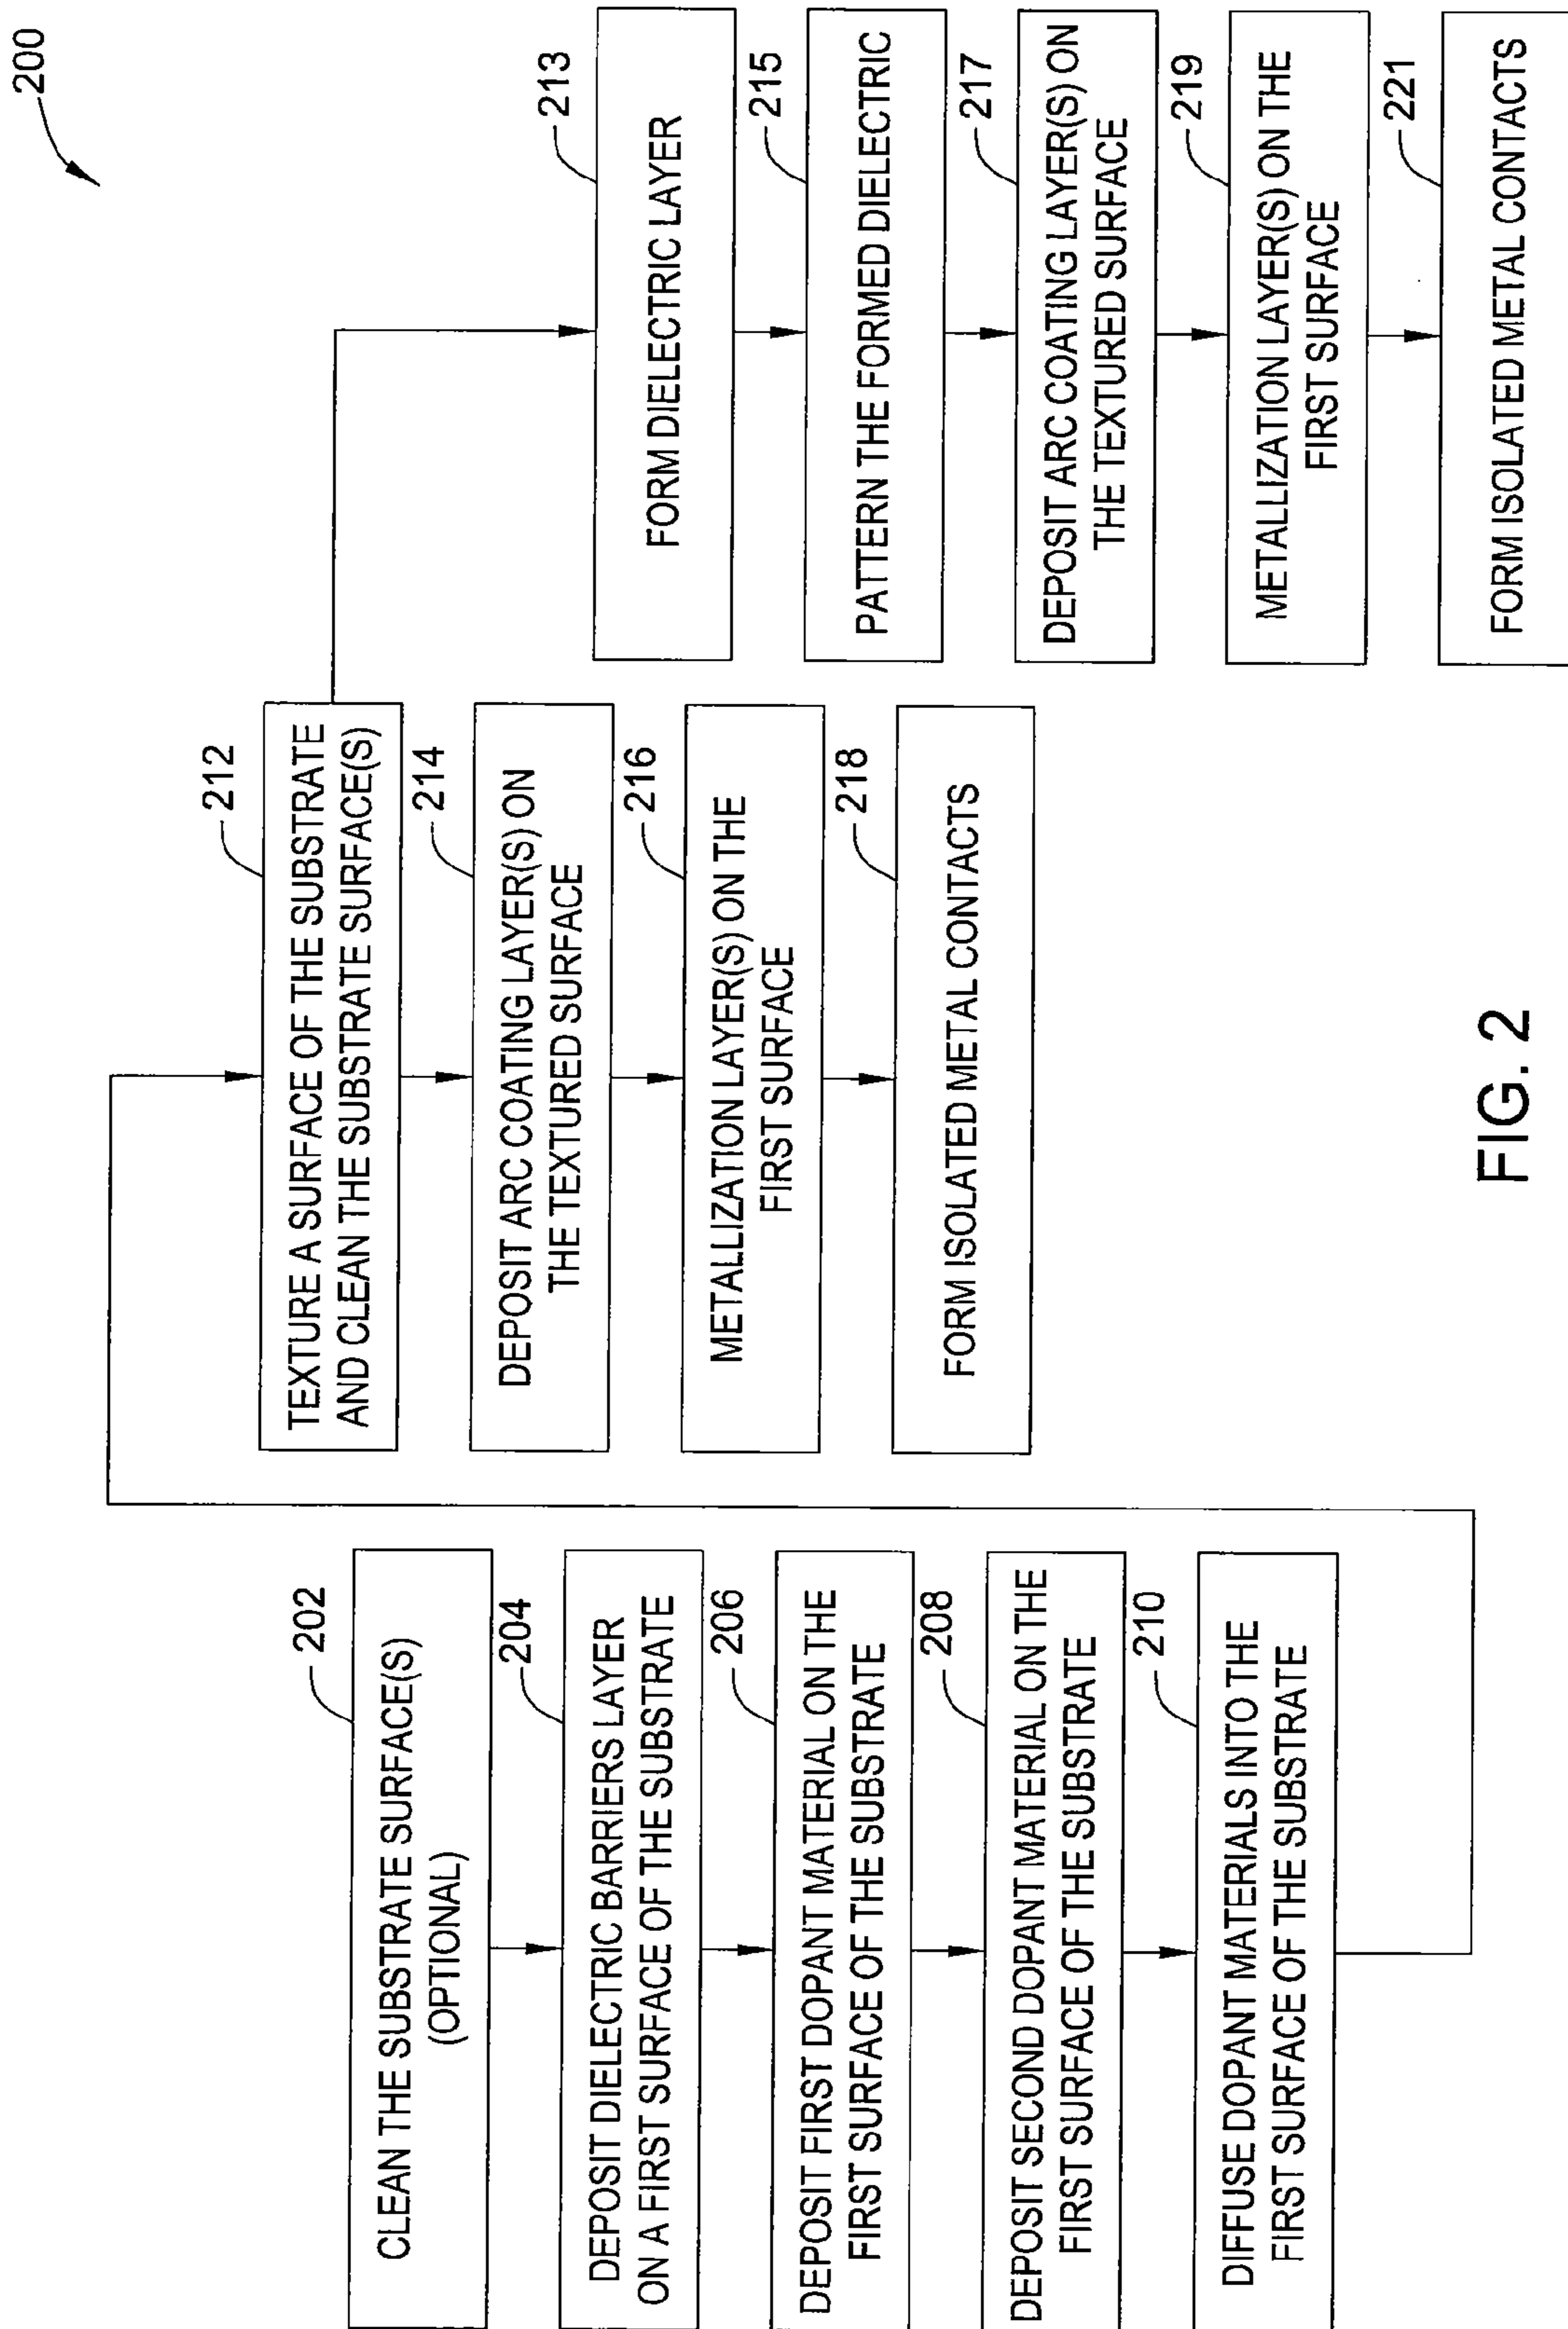 200
202
CLEAN THE SUBSTRATE SURFACE(S)
(OPTIONAL)
204
DEPOSIT DIELECTRIC BARRIERS LAYER
ON A FIRST SURFACE OF THE SUBSTRATE
206
DEPOSIT FIRST DOPANT MATERIAL ON THE
FIRST SURFACE OF THE SUBSTRATE
208
DEPOSIT SECOND DOPANT MATERIAL ON THE
FIRST SURFACE OF THE SUBSTRATE
210
DIFFUSE DOPANT MATERIALS INTO THE
FIRST SURFACE OF THE SUBSTRATE
212
TEXTURE A SURFACE OF THE SUBSTRATE
AND CLEAN THE SUBSTRATE SURFACE(S)
214
DEPOSIT ARC COATING LAYER(S) ON
THE TEXTURED SURFACE
216
METALLIZATION LAYER(S) ON THE
FIRST SURFACE
218
FORM ISOLATED METAL CONTACTS
213
FORM DIELECTRIC LAYER
215
PATTERN THE FORMED DIELECTRIC
217
DEPOSIT ARC COATING LAYER(S) ON
THE TEXTURED SURFACE
219
METALLIZATION LAYER(S) ON THE
FIRST SURFACE
221
FORM ISOLATED METAL CONTACTS
FIG. 2